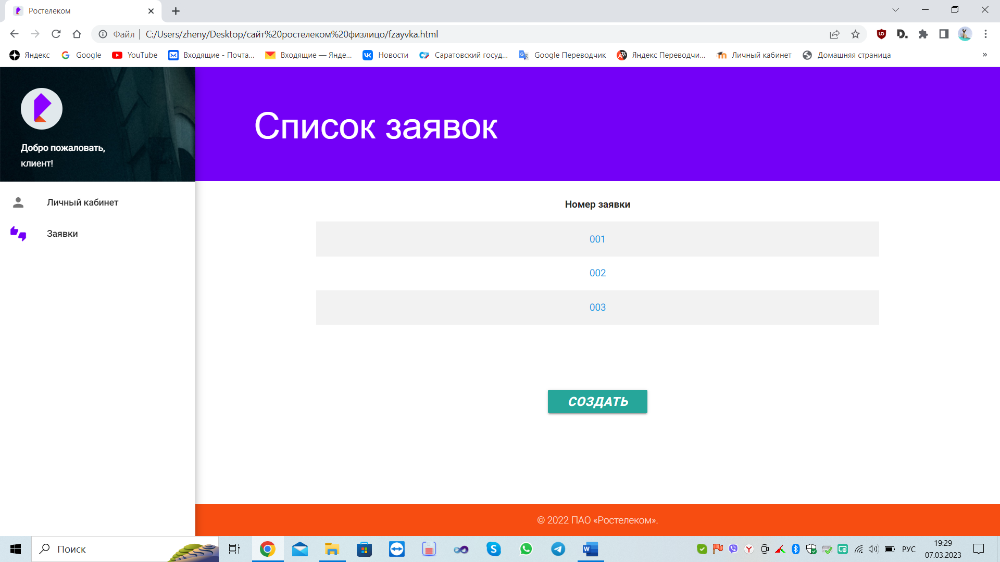 Ростелеком
Файл | C:/Users/zheny/Desktop/сайт%20ростелеком%20физлицо/fzayvka.html
Яндекс Google YouTube Входящие - Почта... Входящие — Янде... Новости Саратовский госуд... Google Переводчик Яндекс Переводчи... Личный кабинет Домашняя страница »
Добро пожаловать,
клиент!
Личный кабинет
Заявки
Список заявок
Номер заявки
001
002
003
СОЗДАТЬ
© 2022 ПАО «Ростелеком».
Поиск
РУС
19:29
07.03.2023